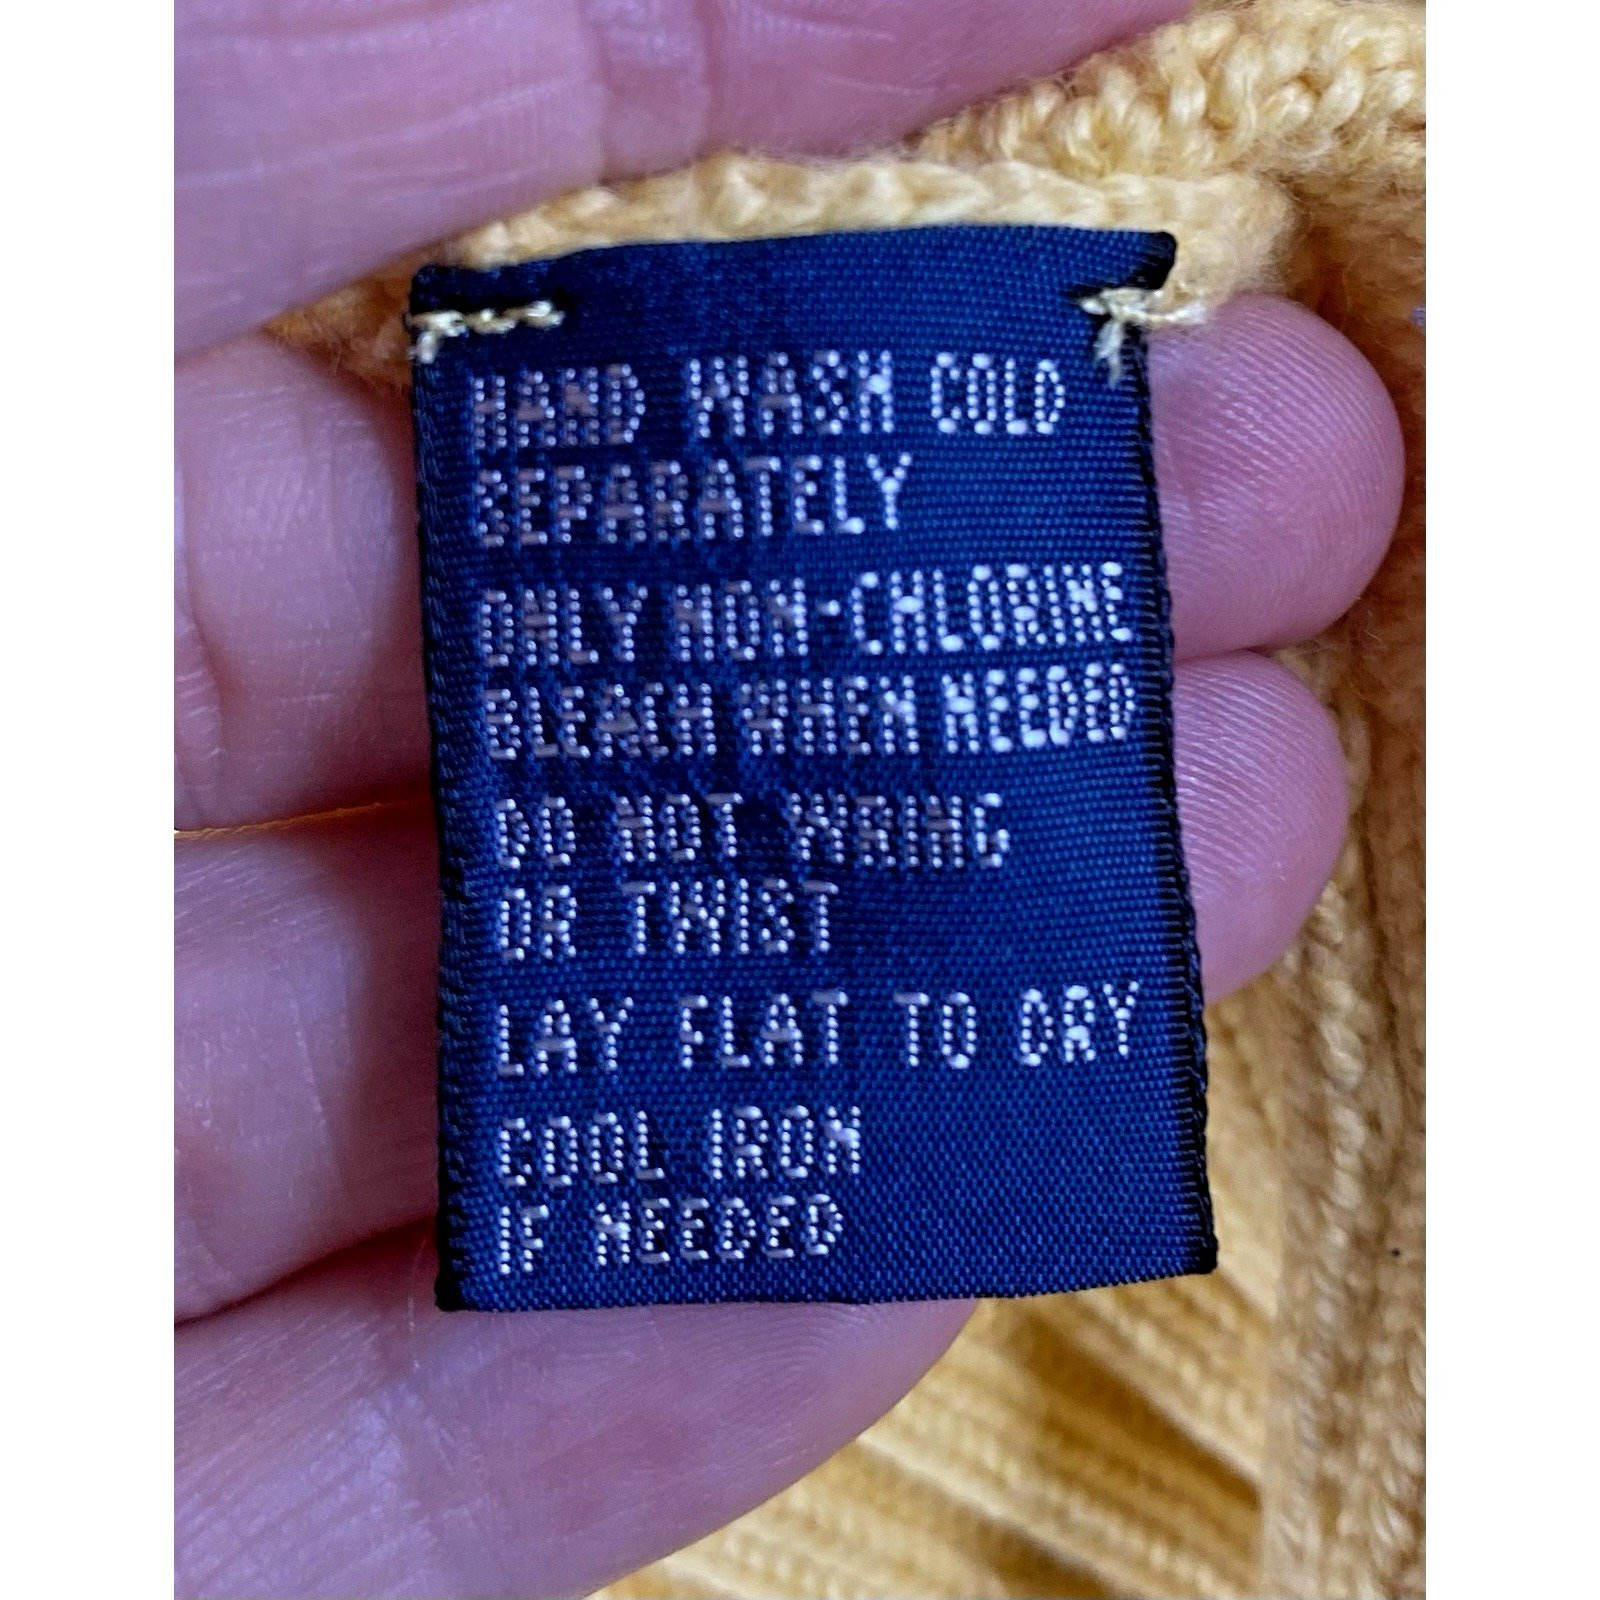 HAND WASH COLD
SEPARATELY
ONLY NON-CHLORINE
BLEACH WHEN NEEDED
DO NOT WRING
OR TWIST
LAY FLAT TO DRY
COOL IRON
IF NEEDED